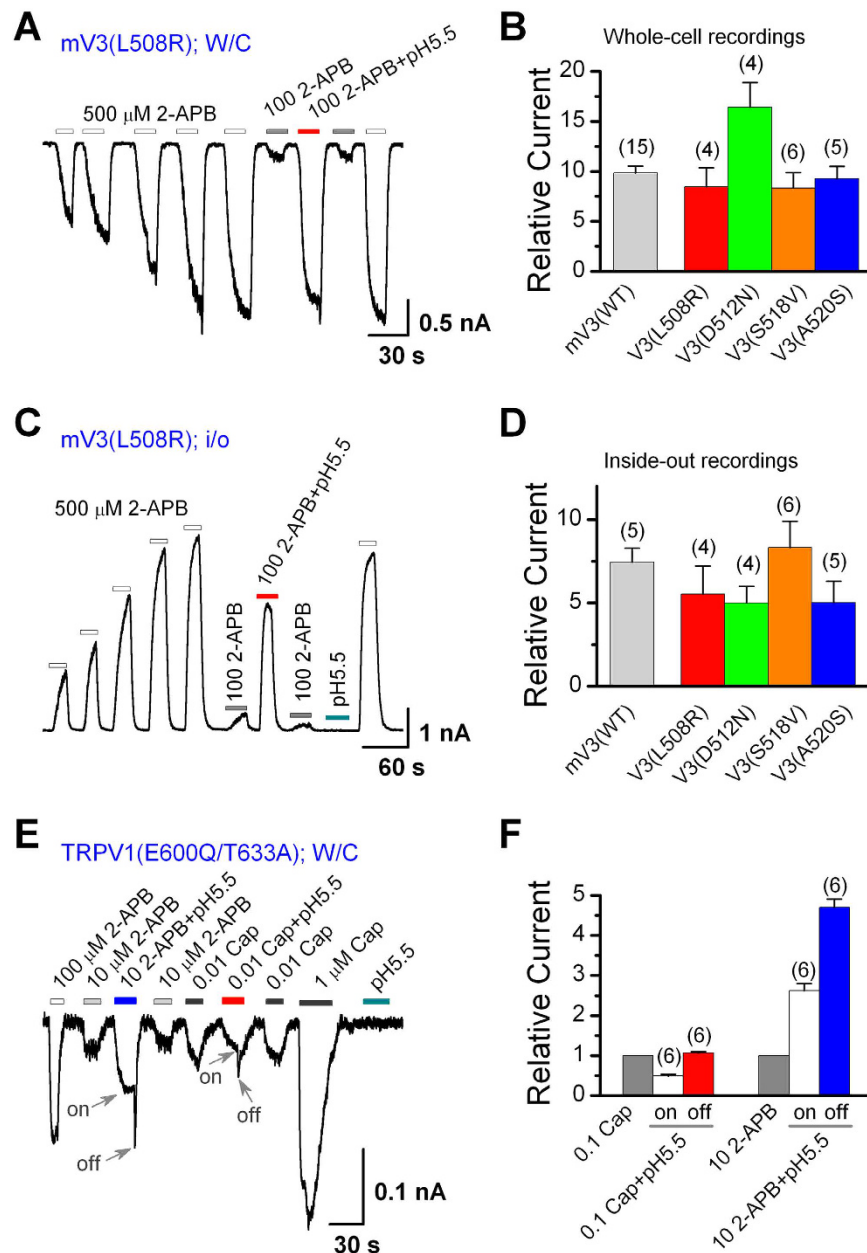 A
mV3(L508R); W/C
500 μM 2-APB
100 2-APB
100 2-APB+pH5.5
0.5 nA
30 s
B
Whole-cell recordings
Relative Current
20
15
10
5
0
(15)
(4)
(4)
(6)
(5)
mV3(WT)
V3(L508R)
V3(D512N)
V3(S518V)
V3(A520S)
C
mV3(L508R); i/o
500 μM 2-APB
100 2-APB
100 2-APB+pH5.5
100 2-APB
pH5.5
1 nA
60 s
D
Inside-out recordings
Relative Current
10
5
0
(5)
(4)
(4)
(6)
(5)
mV3(WT)
V3(L508R)
V3(D512N)
V3(S518V)
V3(A520S)
E
TRPV1(E600Q/T633A); W/C
100 μM 2-APB
10 μM 2-APB
10 2-APB+pH5.5
10 μM 2-APB
0.01 Cap
0.01 Cap+pH5.5
0.01 Cap
1 μM Cap
pH5.5
on
off
on
off
0.1 nA
30 s
F
Relative Current
5
4
3
2
1
0
(6)
(6)
(6)
(6)
on off
on off
0.1 Cap
0.1 Cap+pH5.5
10 2-APB
10 2-APB+pH5.5